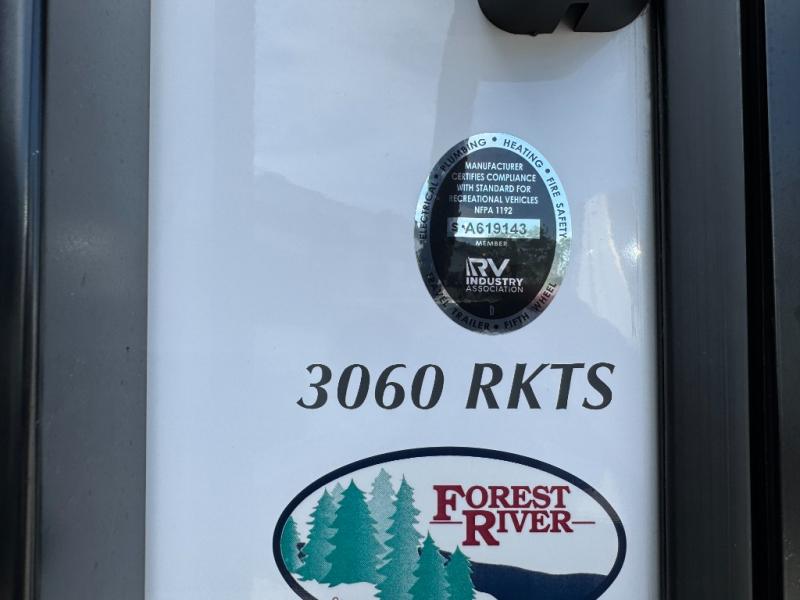 ELECTRICAL • PLUMBING • HEATING • FIRE SAFETY
MANUFACTURER
CERTIFIES COMPLIANCE
WITH STANDARD FOR
RECREATIONAL VEHICLES
NFPA 1192
S•A619143
MEMBER
RV
INDUSTRY
ASSOCIATION
D
TRAVEL TRAILER • FIFTH WHEEL
3060 RKTS
FOREST
RIVER